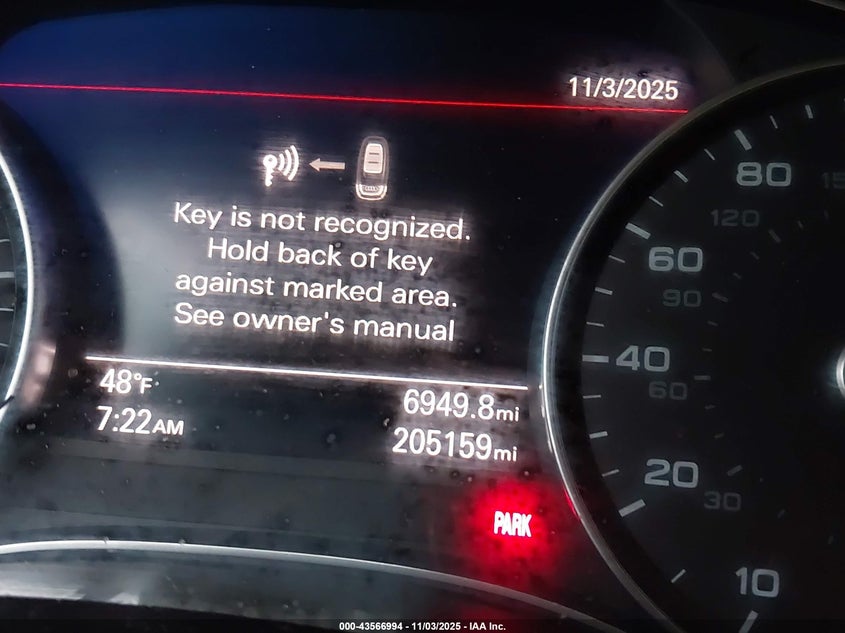 11/3/2025
Key is not recognized.
Hold back of key
against marked area.
See owner's manual
48°F
6949.8mi
7:22AM
205159mi
PARK
80
120
60
90
40
60
20
30
10
000-43566994 - 11/03/2025 - IAA Inc.